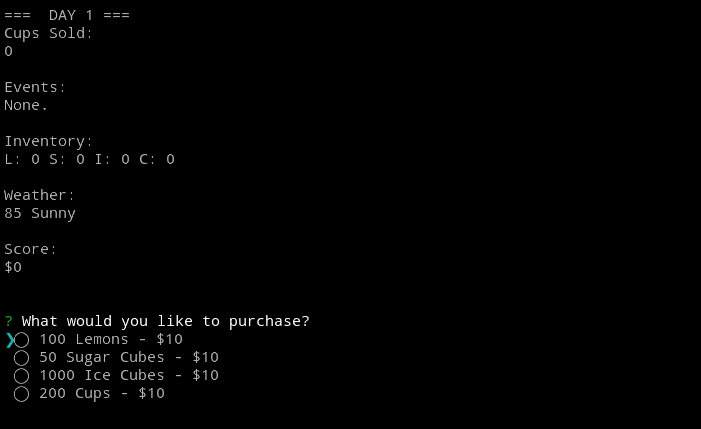 ===  DAY 1 ===
Cups Sold:
0
Events:
None.
Inventory:
L: 0 S: 0 I: 0 C: 0
Weather:
85 Sunny
Score:
$0
? What would you like to purchase?
❯◯ 100 Lemons - $10
◯ 50 Sugar Cubes - $10
◯ 1000 Ice Cubes - $10
◯ 200 Cups - $10